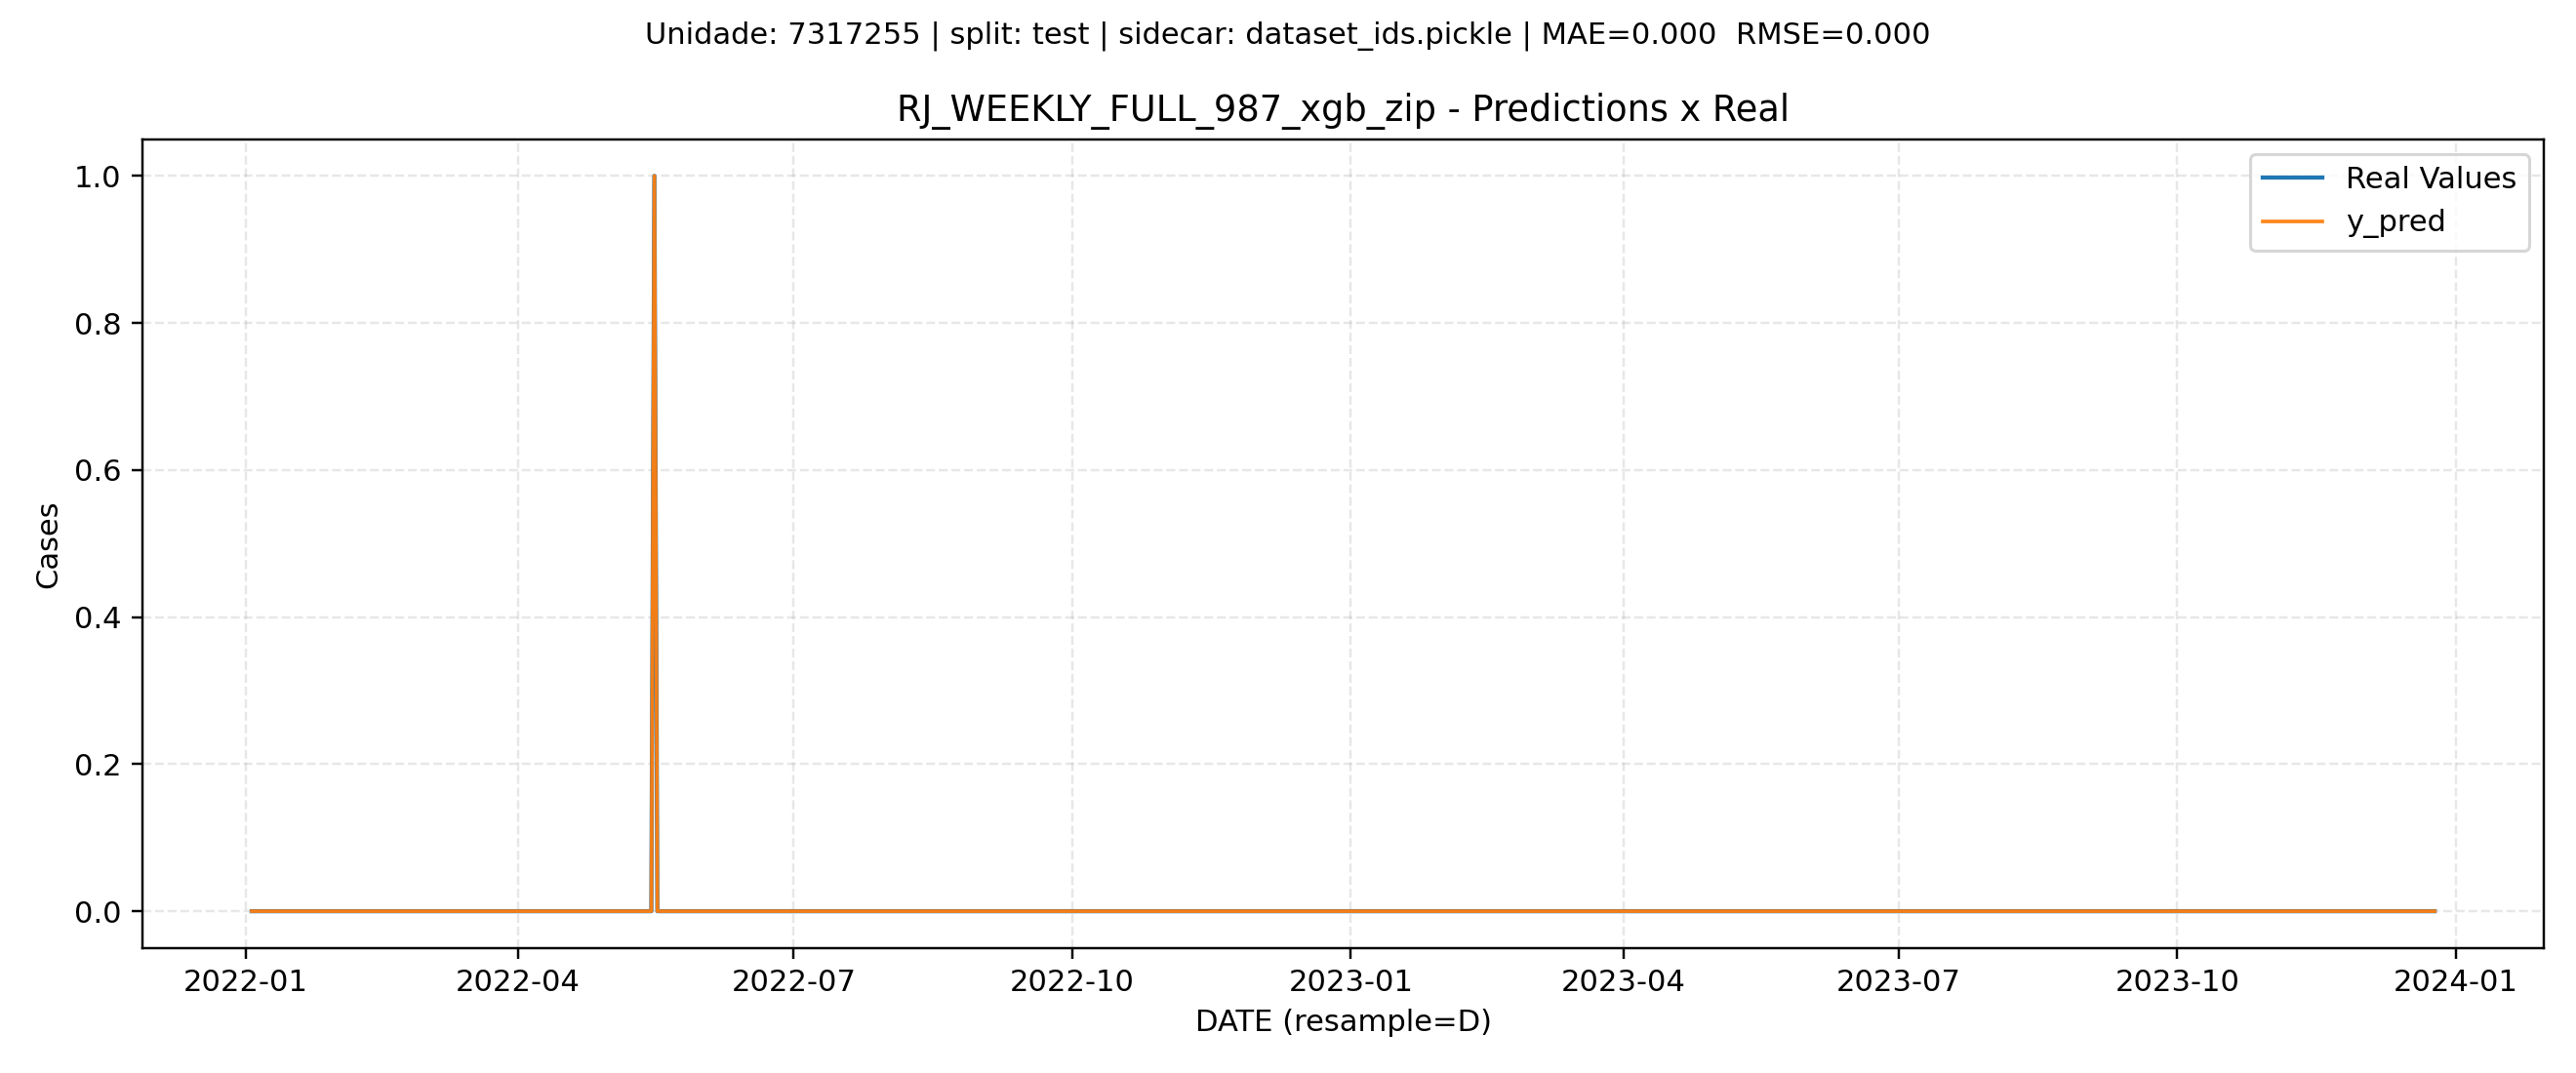 Unidade: 7317255 | split: test | sidecar: dataset_ids.pickle | MAE=0.000  RMSE=0.000
RJ_WEEKLY_FULL_987_xgb_zip - Predictions x Real
Real Values
y_pred
Cases
1.0
0.8
0.6
0.4
0.2
0.0
2022-01
2022-04
2022-07
2022-10
2023-01
2023-04
2023-07
2023-10
2024-01
DATE (resample=D)